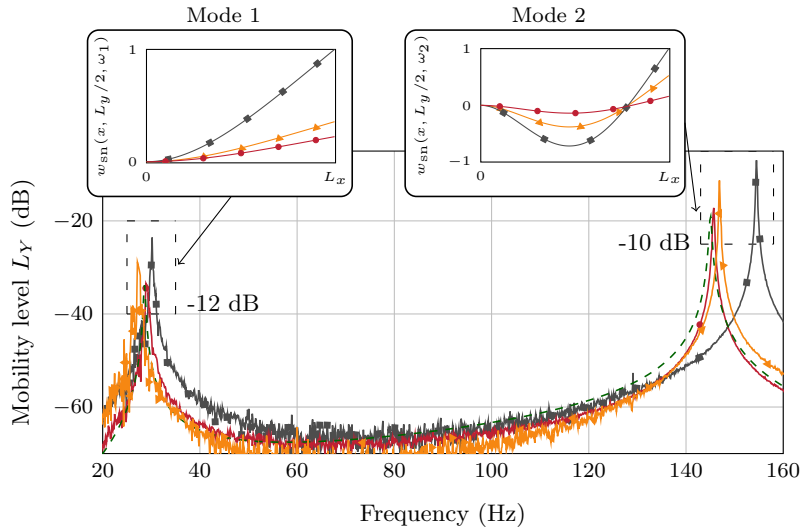 Mode 1
Mode 2
w_sn(x, L_y/2, ω_1)
1
0
0
L_x
w_sn(x, L_y/2, ω_2)
1
0
−1
0
L_x
Mobility level L_Y (dB)
−20
−40
−60
-12 dB
-10 dB
20
40
60
80
100
120
140
160
Frequency (Hz)